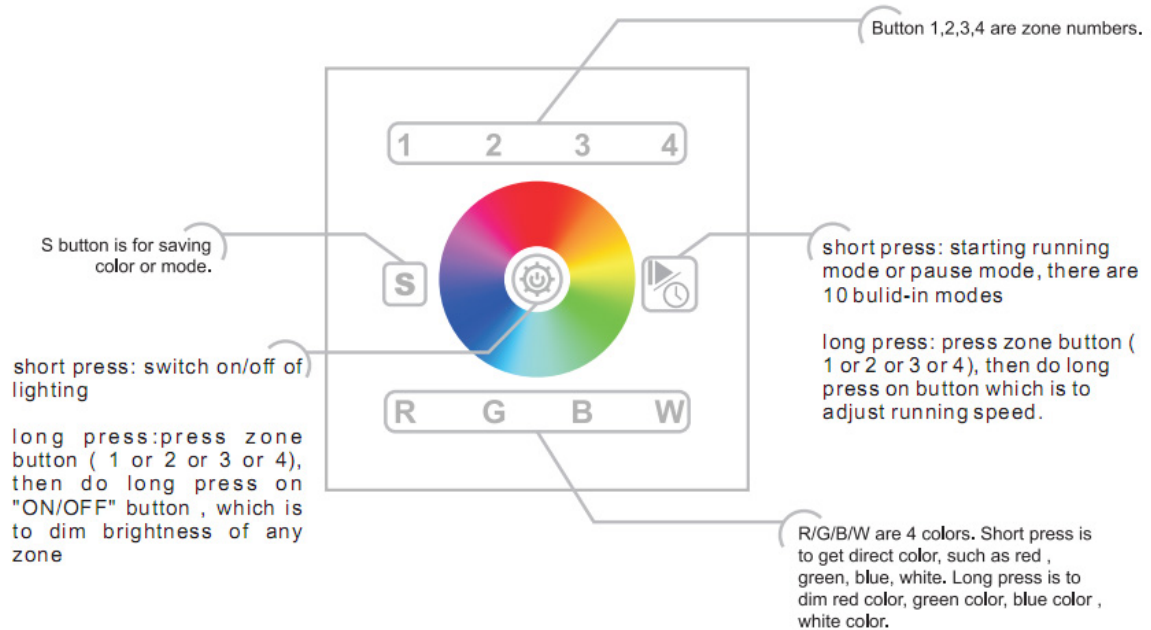 Button 1,2,3,4 are zone numbers.
1 2 3 4
S button is for saving
color or mode.
S
short press: starting running
mode or pause mode, there are
10 bulid-in modes
long press: press zone button (
1 or 2 or 3 or 4), then do long
press on button which is to
adjust running speed.
short press: switch on/off of
lighting
long press:press zone
button ( 1 or 2 or 3 or 4),
then do long press on
"ON/OFF" button , which is
to dim brightness of any
zone
R G B W
R/G/B/W are 4 colors. Short press is
to get direct color, such as red ,
green, blue, white. Long press is to
dim red color, green color, blue color ,
white color.